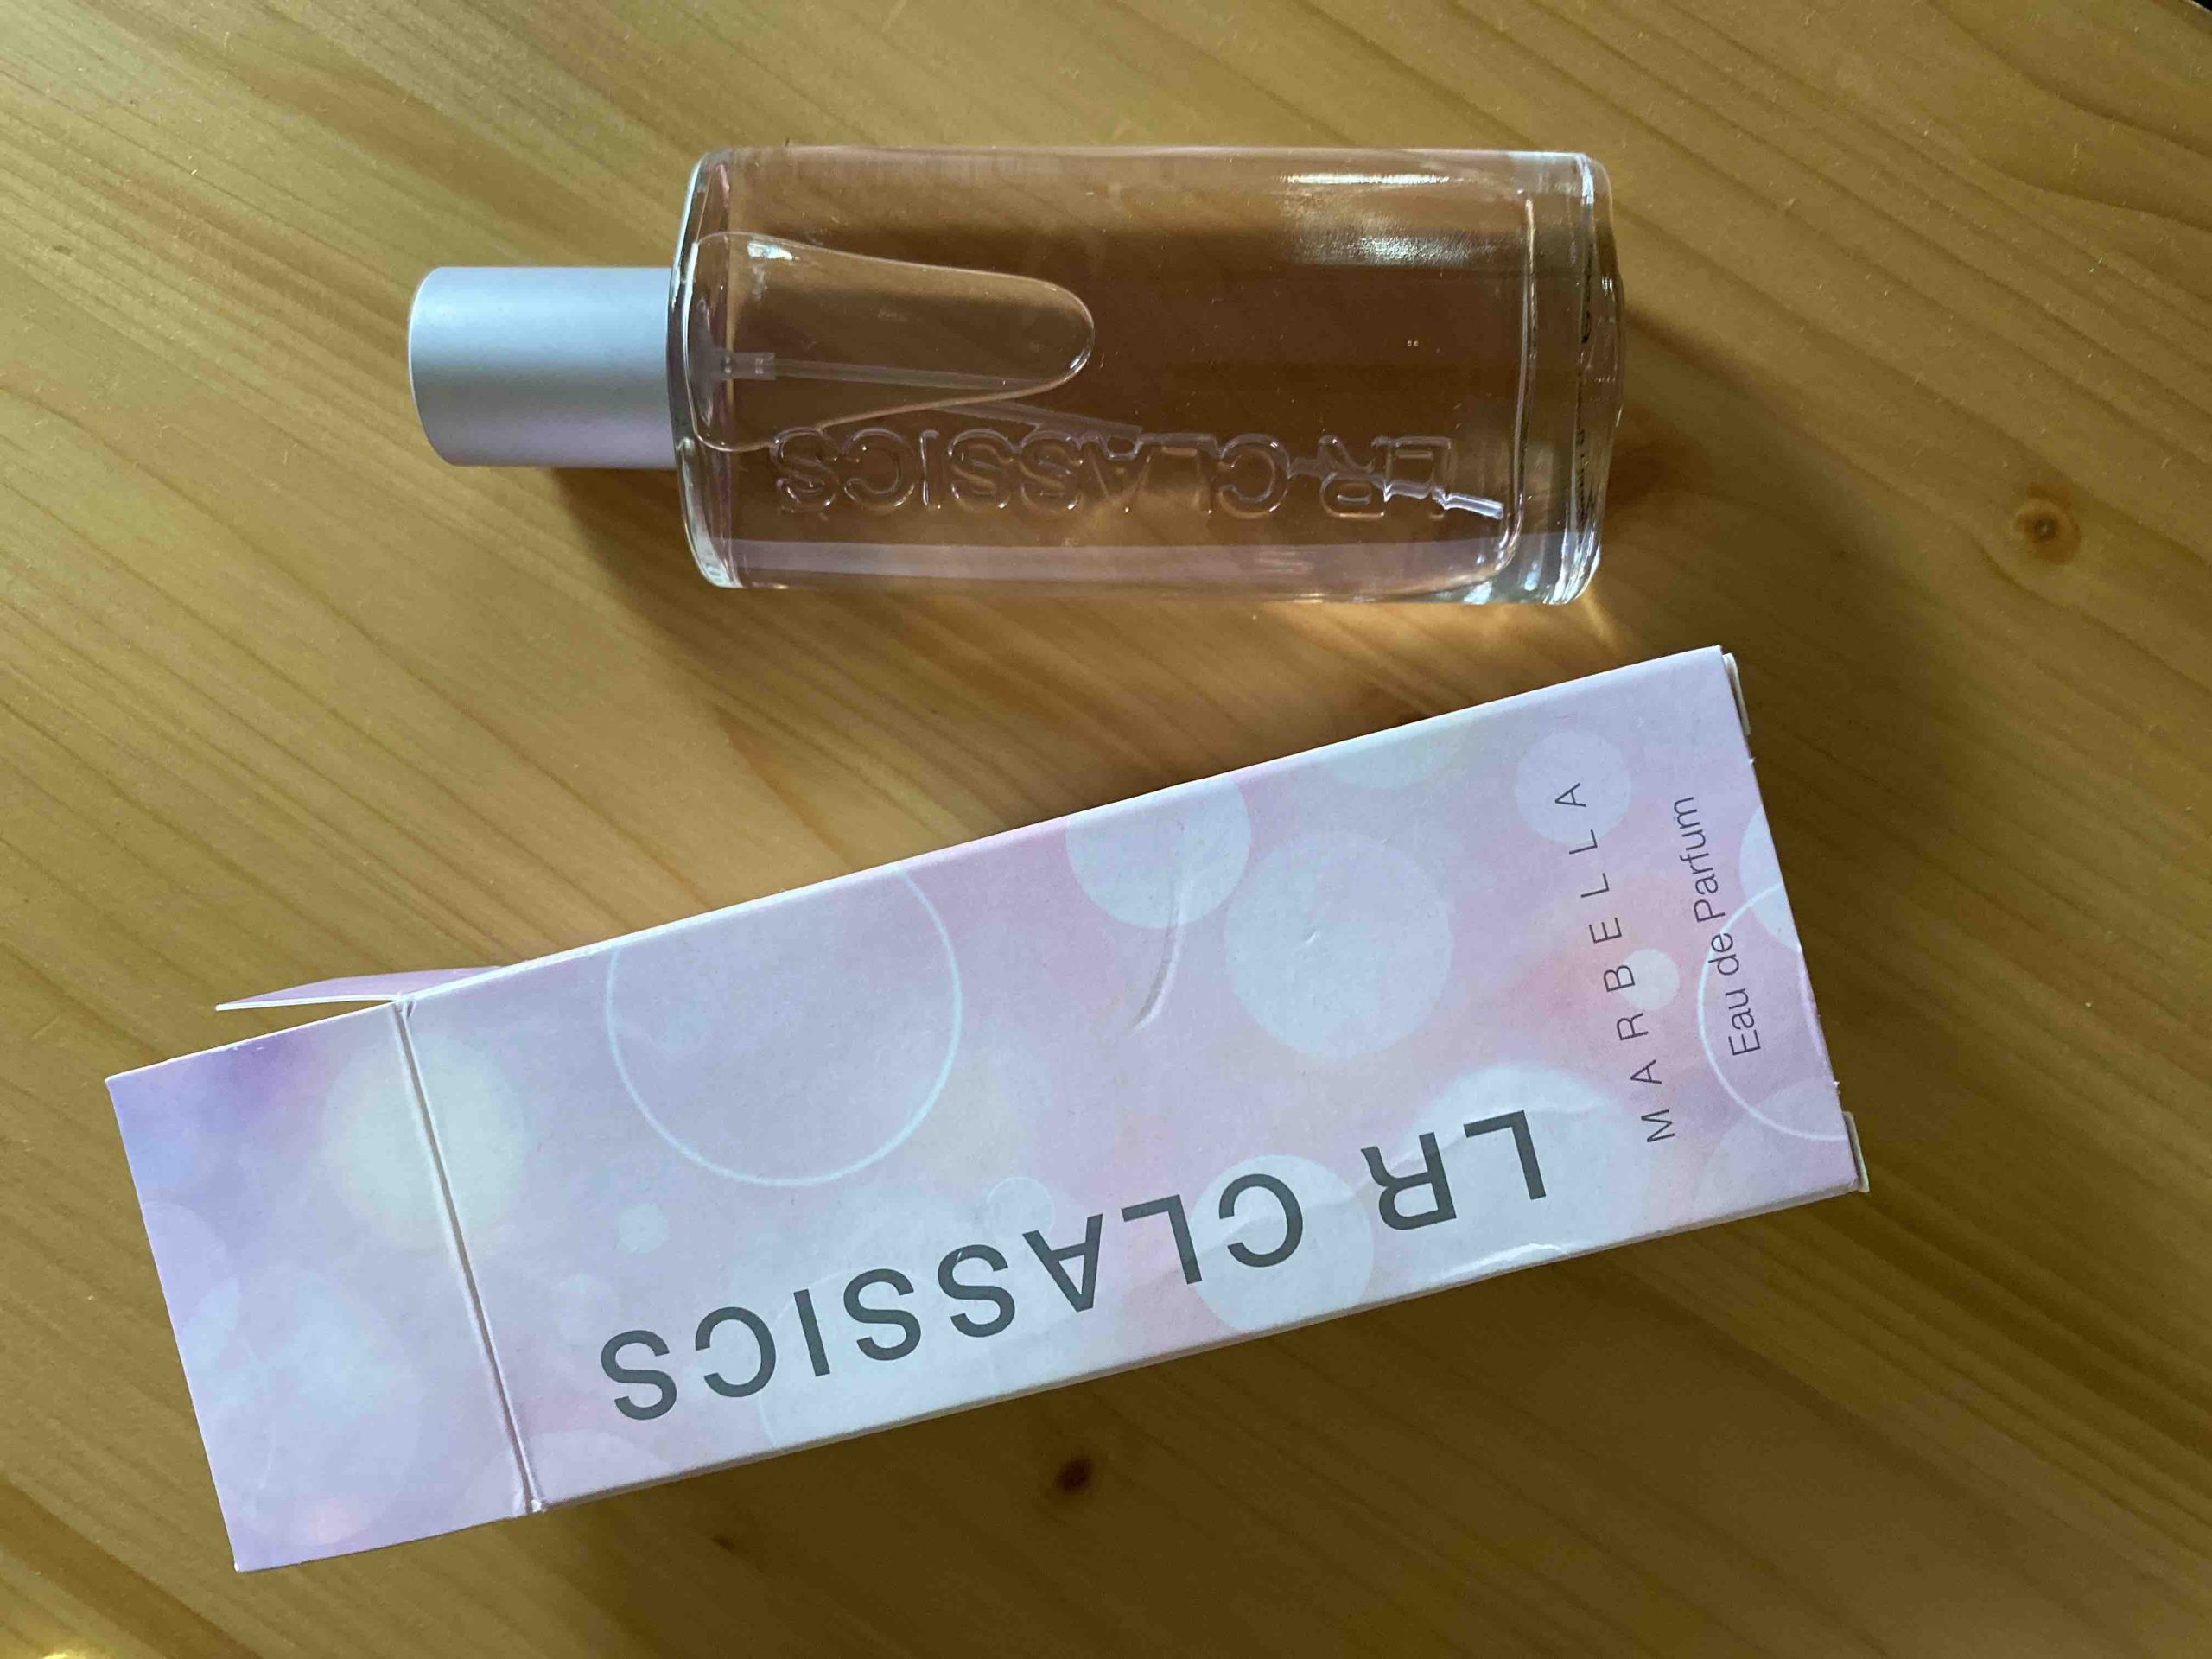 LR CLASSICS
LR CLASSICS
MARBELLA
Eau de Parfum